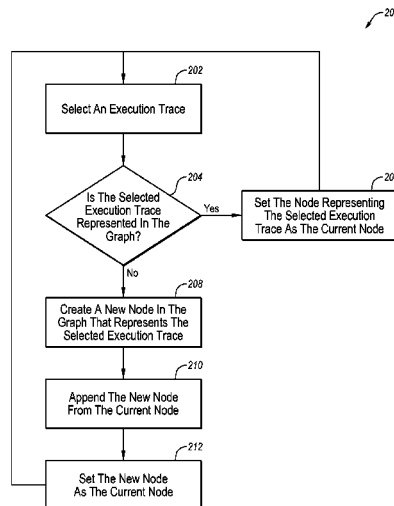 20
202
Select An Execution Trace
204
Is The Selected
Execution Trace
Represented In The
Graph?
Yes
20
Set The Node Representing
The Selected Execution
Trace As The Current Node
No
208
Create A New Node In The
Graph That Represents The
Selected Execution Trace
210
Append The New Node
From The Current Node
212
Set The New Node
As The Current Node